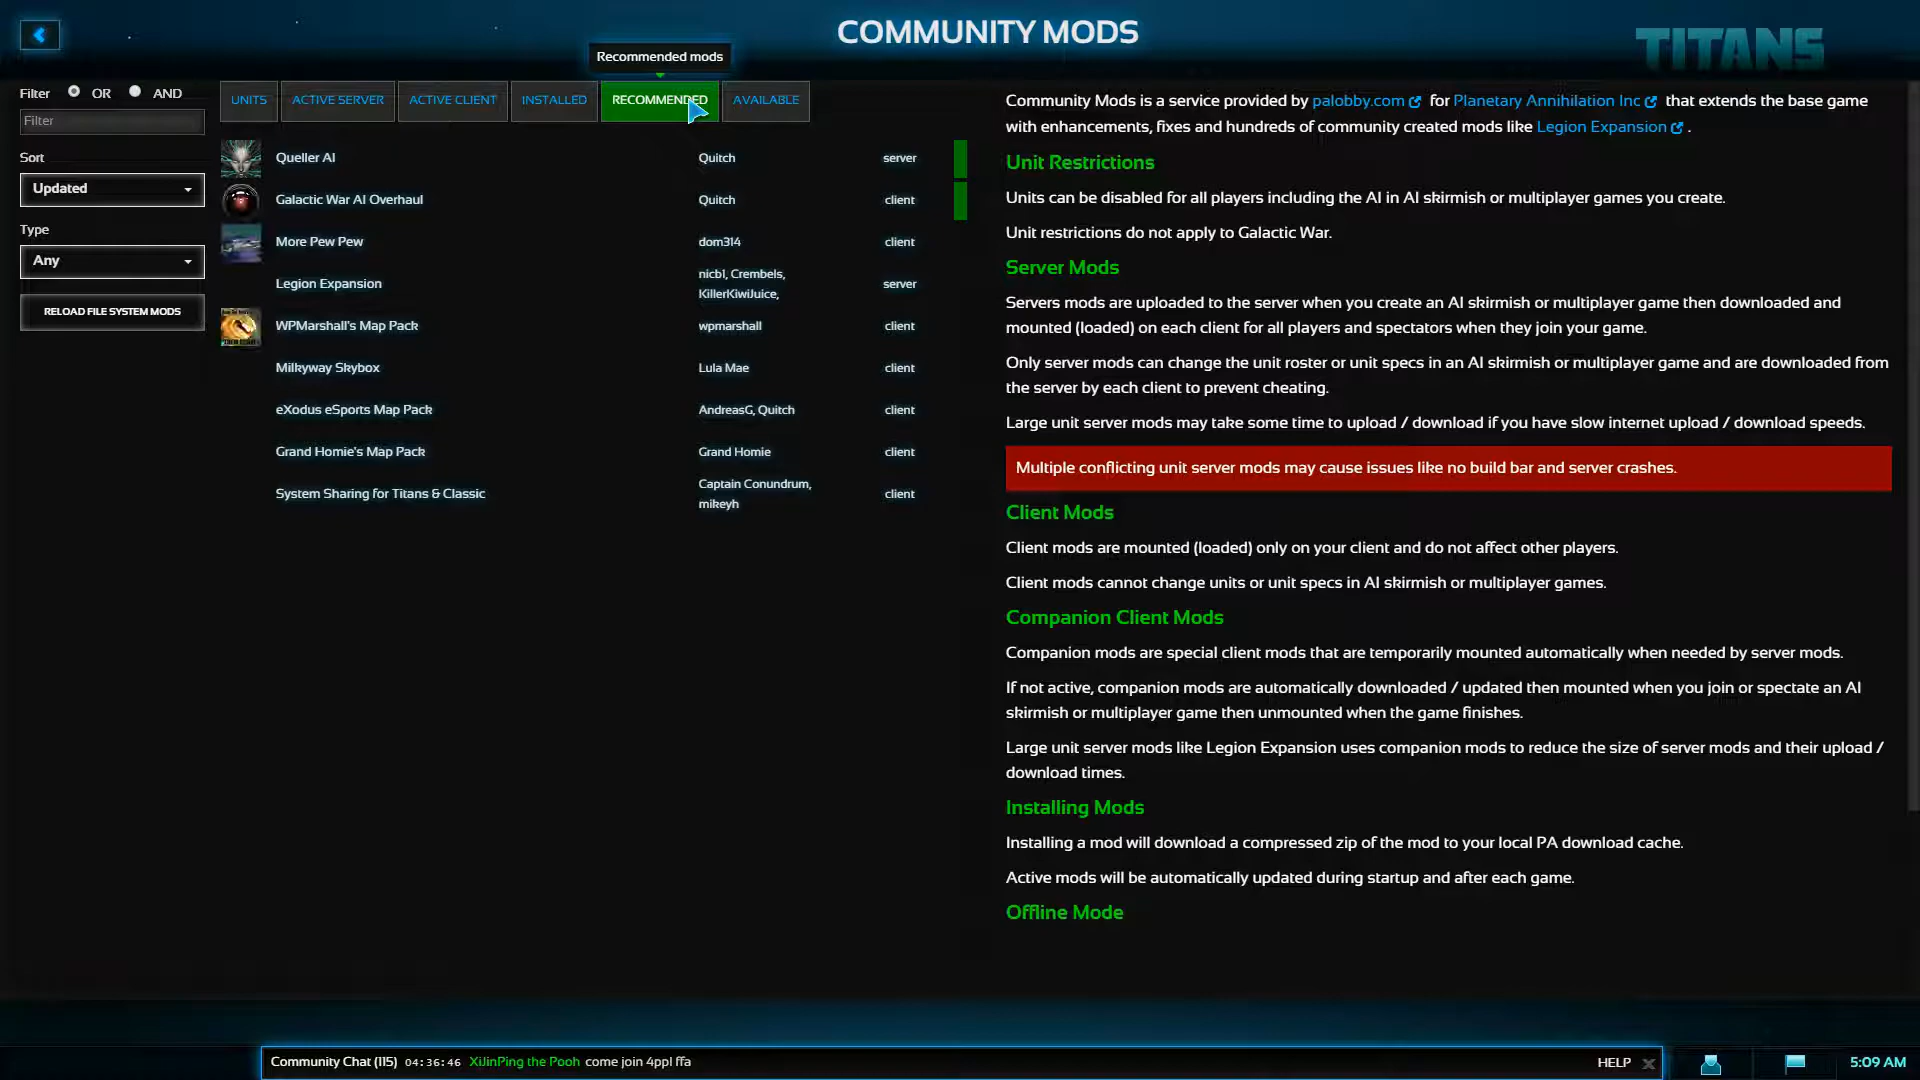 COMMUNITY MODS
TITANS
Recommended mods
Filter OR AND
Filter
Sort
Updated
Type
Any
RELOAD FILE SYSTEM MODS
UNITS ACTIVE SERVER ACTIVE CLIENT INSTALLED RECOMMENDED AVAILABLE
Queller AI Quitch server
Galactic War AI Overhaul Quitch client
More Pew Pew dom314 client
Legion Expansion nicb1, Crembels, server
KillerKiwiJuice,
WPMarshall's Map Pack wpmarshall client
Milkyway Skybox Lula Mae client
eXodus eSports Map Pack AndreasG, Quitch client
Grand Homie's Map Pack Grand Homie client
System Sharing for Titans & Classic Captain Conundrum, client
mikeyh
Community Mods is a service provided by palobby.com for Planetary Annihilation Inc that extends the base game
with enhancements, fixes and hundreds of community created mods like Legion Expansion .
Unit Restrictions
Units can be disabled for all players including the AI in AI skirmish or multiplayer games you create.
Unit restrictions do not apply to Galactic War.
Server Mods
Servers mods are uploaded to the server when you create an AI skirmish or multiplayer game then downloaded and
mounted (loaded) on each client for all players and spectators when they join your game.
Only server mods can change the unit roster or unit specs in an AI skirmish or multiplayer game and are downloaded from
the server by each client to prevent cheating.
Large unit server mods may take some time to upload / download if you have slow internet upload / download speeds.
Multiple conflicting unit server mods may cause issues like no build bar and server crashes.
Client Mods
Client mods are mounted (loaded) only on your client and do not affect other players.
Client mods cannot change units or unit specs in AI skirmish or multiplayer games.
Companion Client Mods
Companion mods are special client mods that are temporarily mounted automatically when needed by server mods.
If not active, companion mods are automatically downloaded / updated then mounted when you join or spectate an AI
skirmish or multiplayer game then unmounted when the game finishes.
Large unit server mods like Legion Expansion uses companion mods to reduce the size of server mods and their upload /
download times.
Installing Mods
Installing a mod will download a compressed zip of the mod to your local PA download cache.
Active mods will be automatically updated during startup and after each game.
Offline Mode
Community Chat (115) 04:36:46 XiJinPing the Pooh come join 4ppl ffa
HELP
5:09 AM